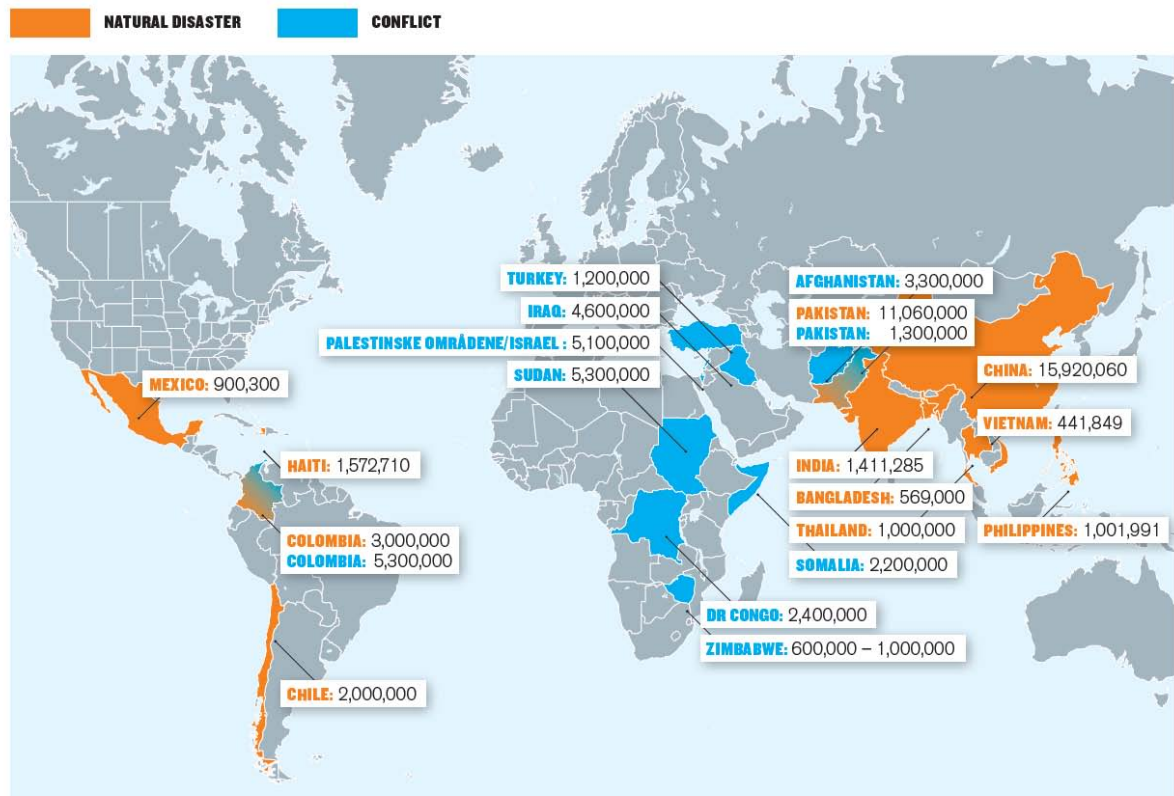 NATURAL DISASTER
CONFLICT
TURKEY: 1,200,000
IRAQ: 4,600,000
PALESTINSKE OMRÅDENE/ISRAEL : 5,100,000
SUDAN: 5,300,000
AFGHANISTAN: 3,300,000
PAKISTAN: 11,060,000
PAKISTAN: 1,300,000
CHINA: 15,920,060
MEXICO: 900,300
VIETNAM: 441,849
HAITI: 1,572,710
INDIA: 1,411,285
BANGLADESH: 569,000
THAILAND: 1,000,000
PHILIPPINES: 1,001,991
COLOMBIA: 3,000,000
COLOMBIA: 5,300,000
SOMALIA: 2,200,000
DR CONGO: 2,400,000
ZIMBABWE: 600,000 – 1,000,000
CHILE: 2,000,000